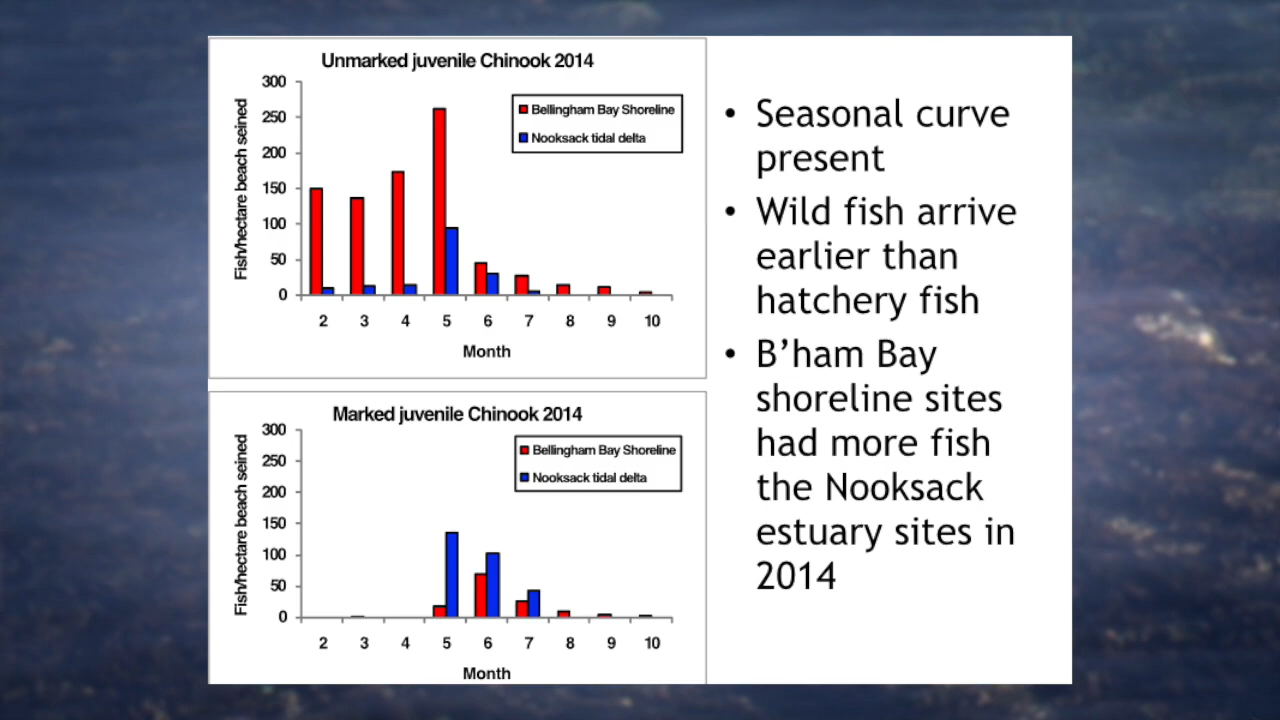 Unmarked juvenile Chinook 2014
Fish/hectare beach seined
300
250
200
150
100
50
0
Bellingham Bay Shoreline
Nooksack tidal delta
2 3 4 5 6 7 8 9 10
Month
Marked juvenile Chinook 2014
Fish/hectare beach seined
300
250
200
150
100
50
0
Bellingham Bay Shoreline
Nooksack tidal delta
2 3 4 5 6 7 8 9 10
Month
• Seasonal curve
present
• Wild fish arrive
earlier than
hatchery fish
• B’ham Bay
shoreline sites
had more fish
the Nooksack
estuary sites in
2014